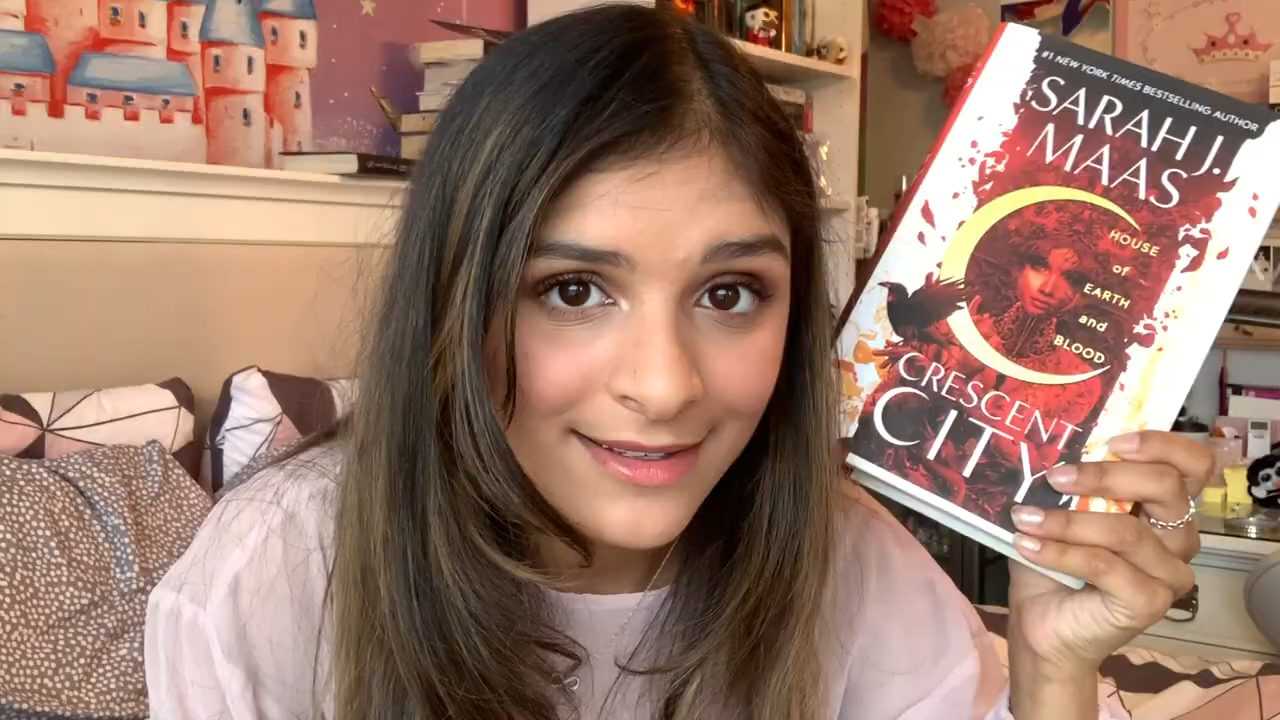 #1 NEW YORK TIMES BESTSELLING AUTHOR
SARAH J.
MAAS
HOUSE
of
EARTH
and
BLOOD
CRESCENT
CITY